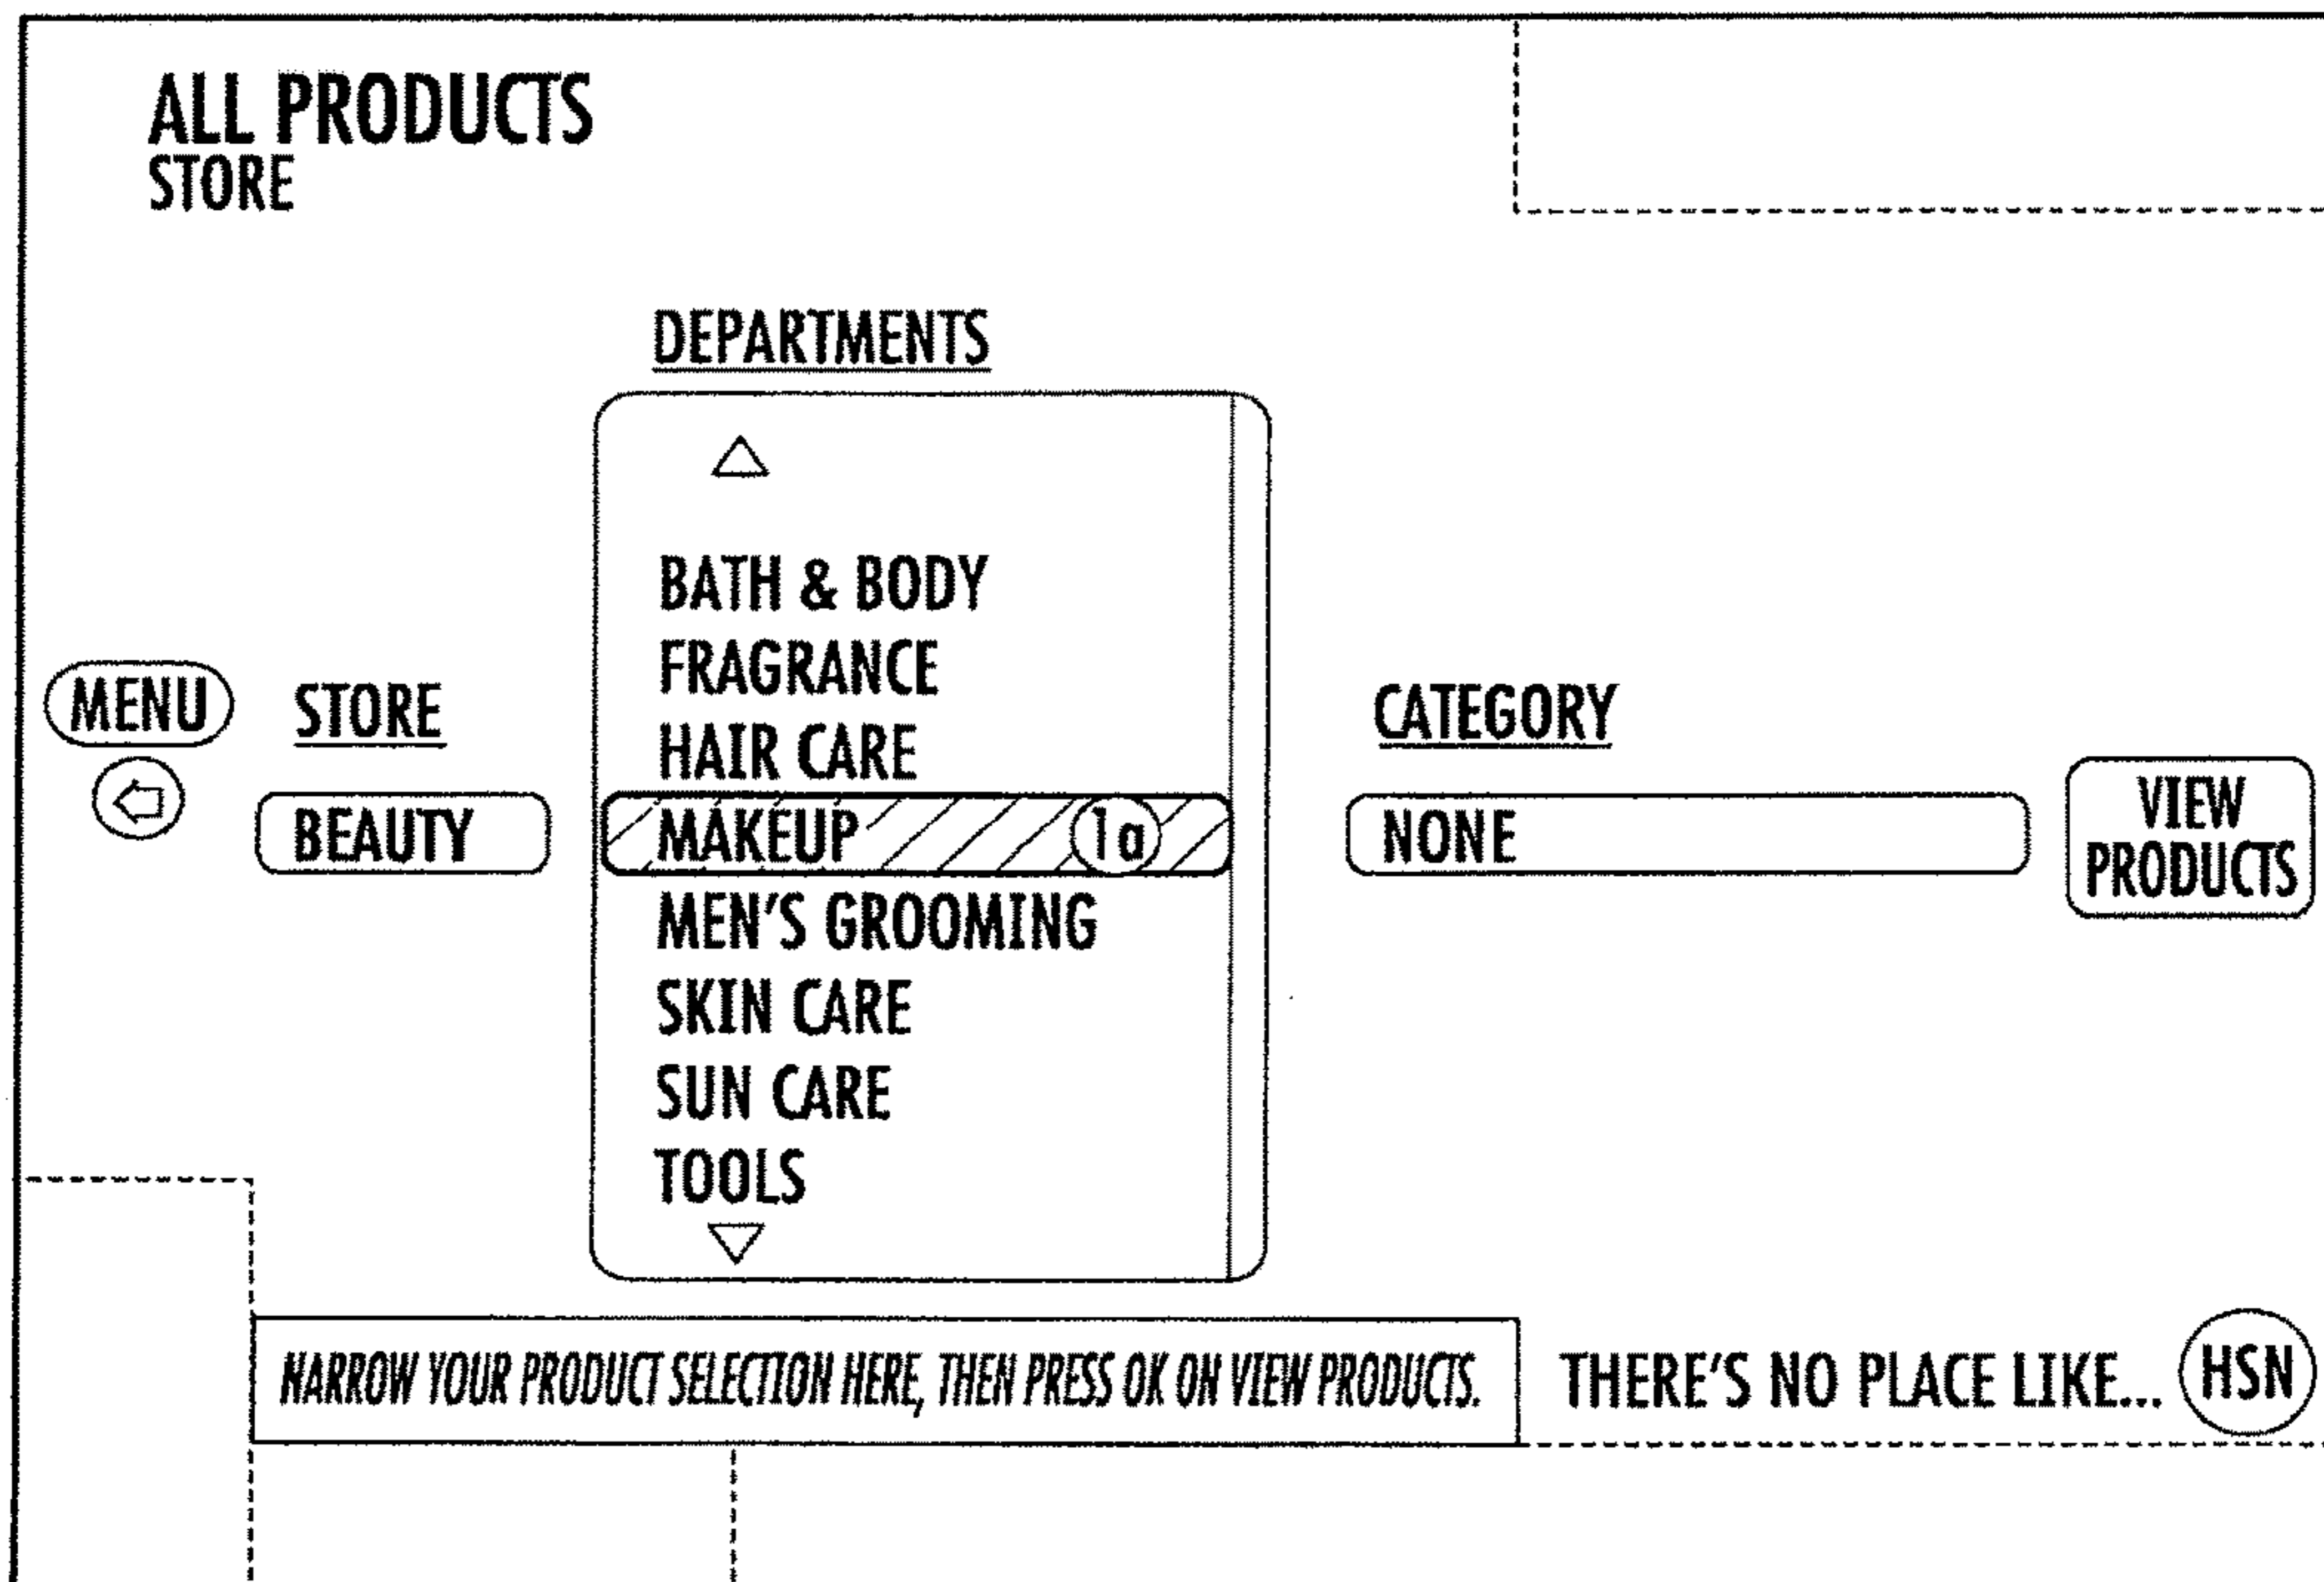 ALL PRODUCTS
STORE
DEPARTMENTS
BATH & BODY
FRAGRANCE
HAIR CARE
MENU
STORE
BEAUTY
MAKEUP 1a
MEN'S GROOMING
SKIN CARE
SUN CARE
TOOLS
CATEGORY
NONE
VIEW
PRODUCTS
NARROW YOUR PRODUCT SELECTION HERE, THEN PRESS OK ON VIEW PRODUCTS.
THERE'S NO PLACE LIKE... HSN